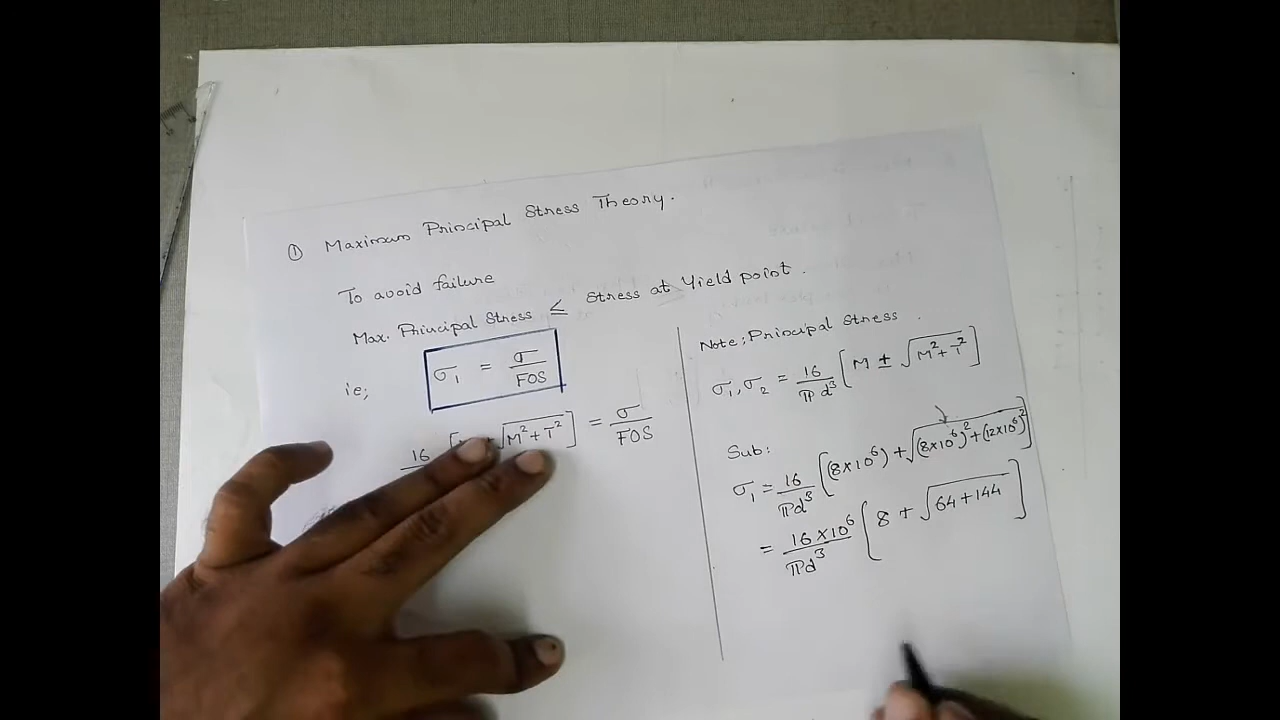 ① Maximum Principal Stress Theory.
To avoid failure
Max. Principal Stress ≤ Stress at Yield point.
ie; σ₁ = σ/FOS
16 M² + T² ] = σ/FOS
Note; Principal Stress.
σ₁, σ₂ = 16/πd³ [ M ± √(M² + T²) ]
Sub:
σ₁ = 16/πd³ [ (8×10⁶) + √((8×10⁶)² + (12×10⁶)²) ]
= 16×10⁶/πd³ [ 8 + √(64+144) ]